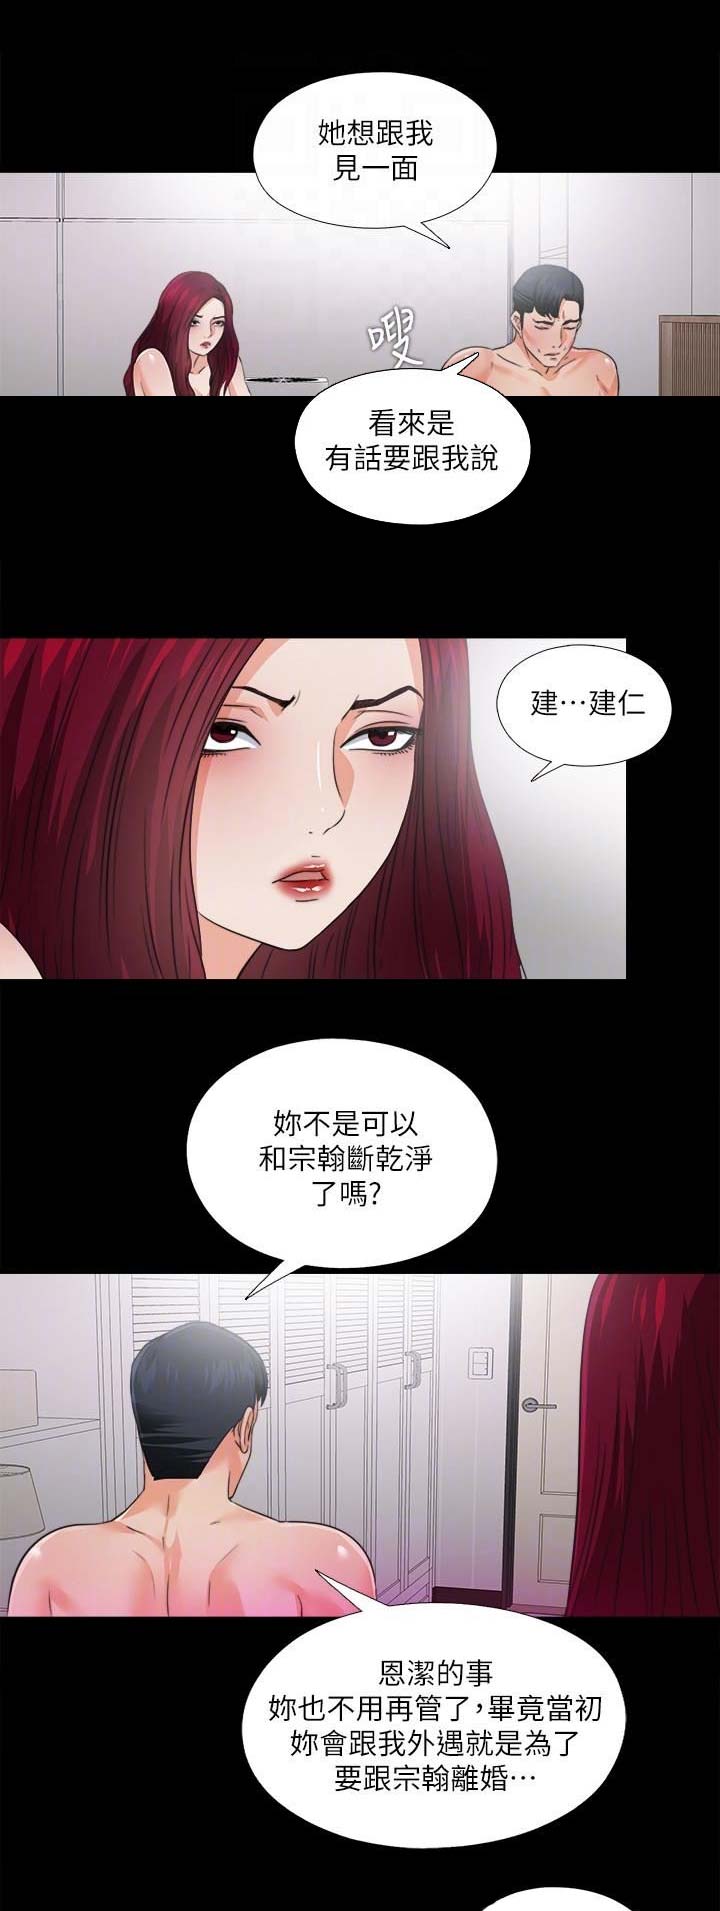 她想跟我
見一面
嗖
看來是
有話要跟我說
建…建仁
妳不是可以
和宗翰斷乾淨
了嗎?
恩潔的事
妳也不用再管了,畢竟當初
妳會跟我外遇就是為了
要跟宗翰離婚…